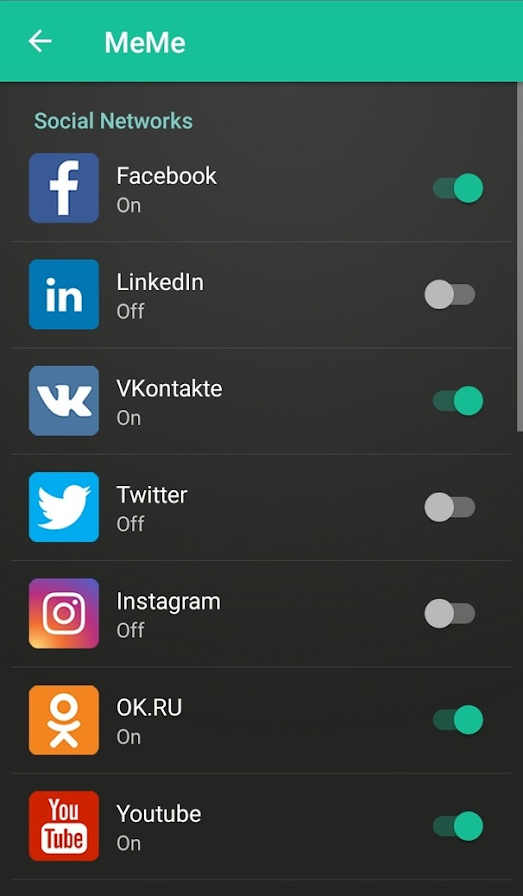 MeMe
Social Networks
f
Facebook
On
in
LinkedIn
Off
VKontakte
On
Twitter
Off
Instagram
Off
OK.RU
On
You
Tube
Youtube
On